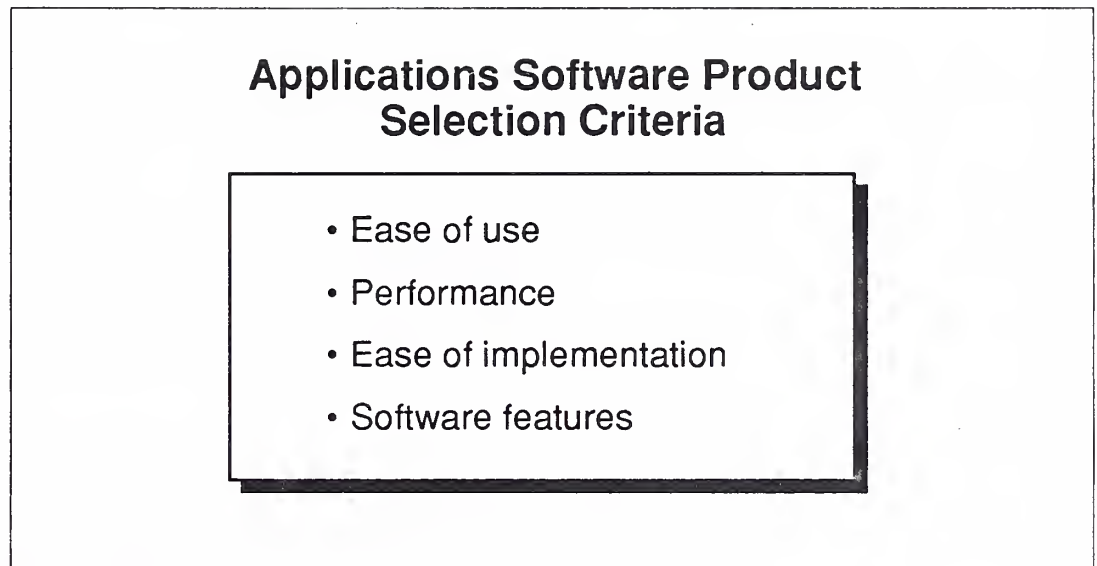 Applications Software Product
Selection Criteria
• Ease of use
• Performance
• Ease of implementation
• Software features